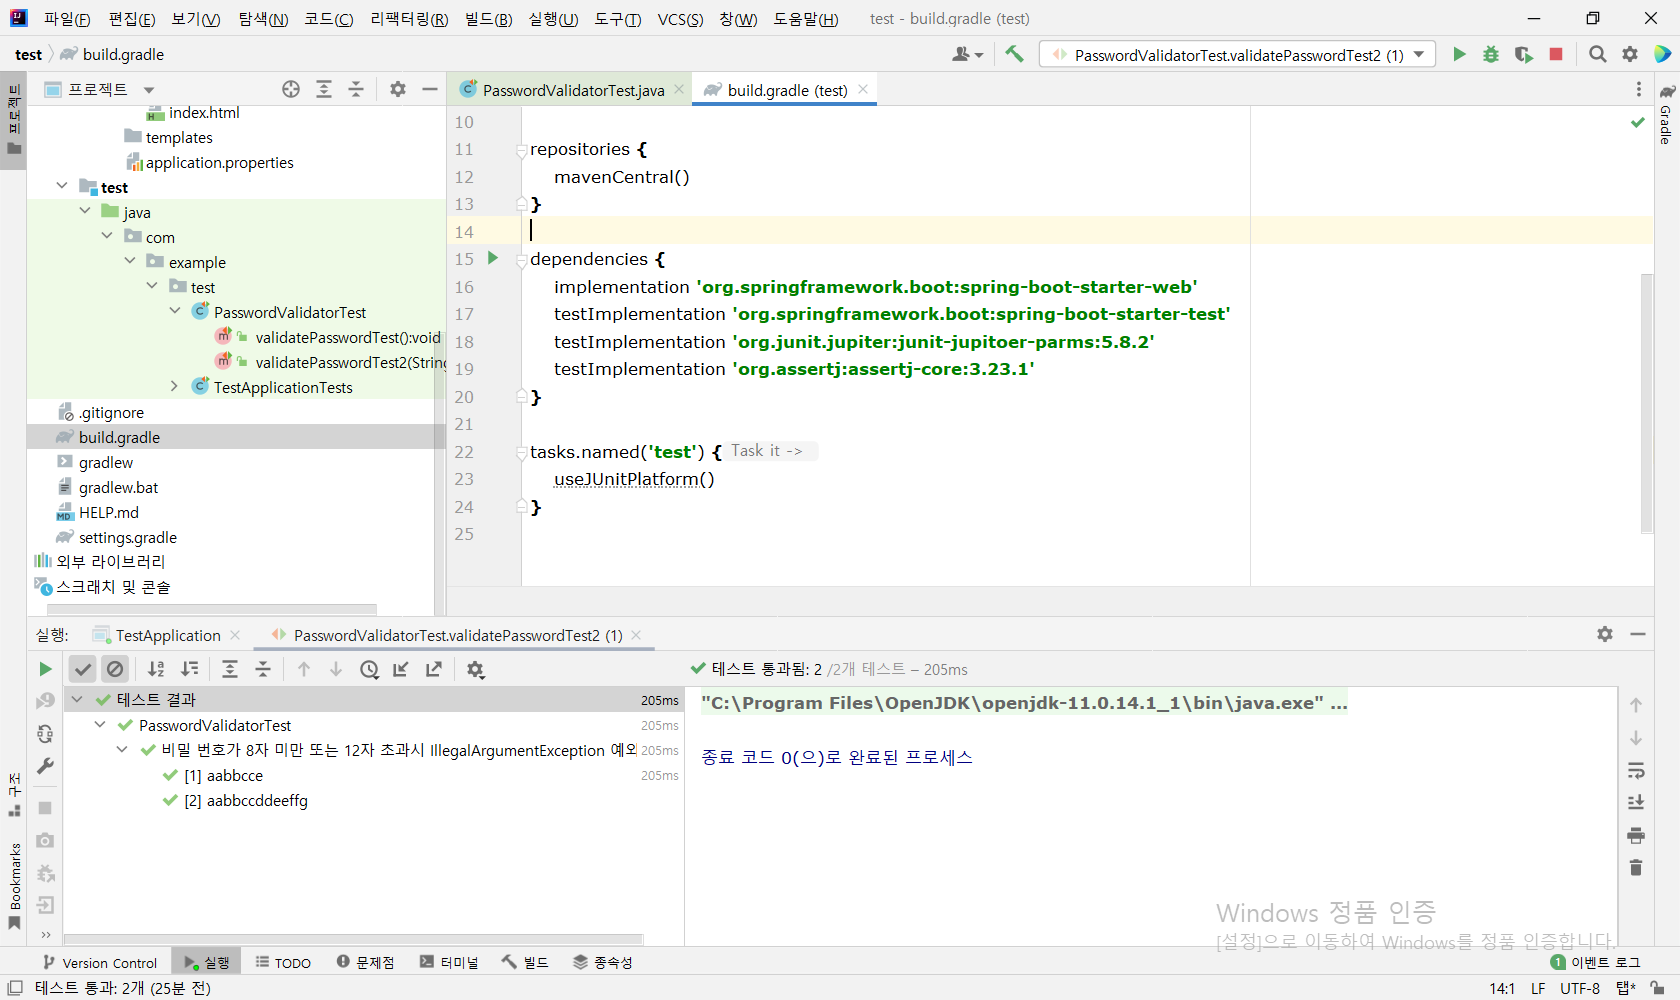 파일(F) 편집(E) 보기(V) 탐색(N) 코드(C) 리팩터링(R) 빌드(B) 실행(U) 도구(T) VCS(S) 창(W) 도움말(H) test - build.gradle (test)
test build.gradle PasswordValidatorTest.validatePasswordTest2 (1)
프로젝트
프로젝트
PasswordValidatorTest.java
build.gradle (test)
Gradle
index.html
templates
application.properties
test
java
com
example
test
PasswordValidatorTest
validatePasswordTest():void
validatePasswordTest2(String
TestApplicationTests
.gitignore
build.gradle
gradlew
gradlew.bat
HELP.md
settings.gradle
외부 라이브러리
스크래치 및 콘솔
10
11 repositories {
12 mavenCentral()
13 }
14
15 dependencies {
16 implementation 'org.springframework.boot:spring-boot-starter-web'
17 testImplementation 'org.springframework.boot:spring-boot-starter-test'
18 testImplementation 'org.junit.jupiter:junit-jupitoer-parms:5.8.2'
19 testImplementation 'org.assertj:assertj-core:3.23.1'
20 }
21
22 tasks.named('test') { Task it ->
23 useJUnitPlatform()
24 }
25
실행: TestApplication PasswordValidatorTest.validatePasswordTest2 (1)
테스트 통과됨: 2 /2개 테스트 – 205ms
테스트 결과 205ms
PasswordValidatorTest 205ms
비밀 번호가 8자 미만 또는 12자 초과시 IllegalArgumentException 예외 205ms
[1] aabbcce 205ms
[2] aabbccddeeffg
"C:\Program Files\OpenJDK\openjdk-11.0.14.1_1\bin\java.exe" ...
종료 코드 0(으)로 완료된 프로세스
구조
Bookmarks
Windows 정품 인증
[설정]으로 이동하여 Windows를 정품 인증합니다.
Version Control 실행 TODO 문제점 터미널 빌드 종속성 1 이벤트 로그
테스트 통과: 2개 (25분 전) 14:1 LF UTF-8 탭*